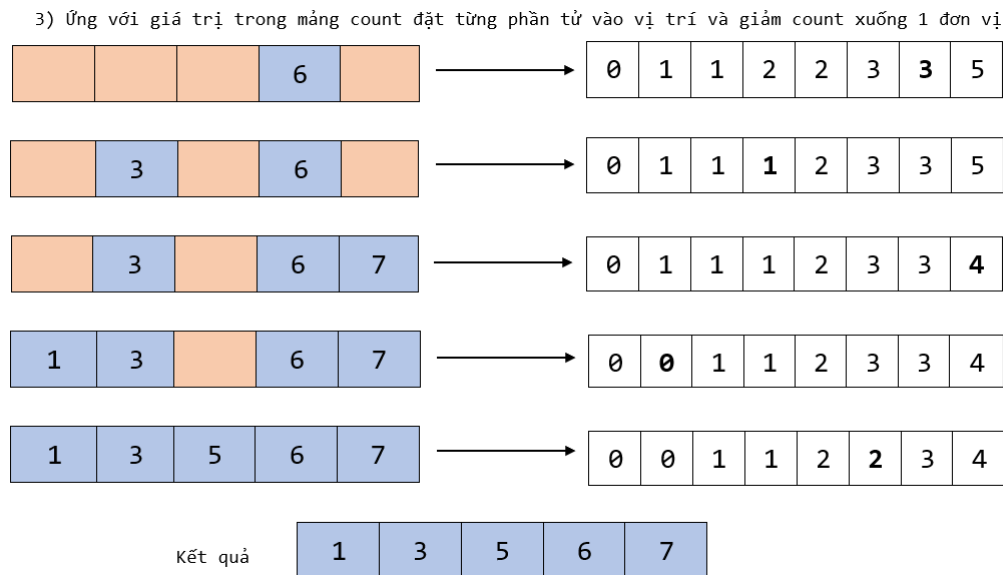 3) Ứng với giá trị trong mảng count đặt từng phần tử vào vị trí và giảm count xuống 1 đơn vị
6 0 1 1 2 2 3 3 5
3 6 0 1 1 1 2 3 3 5
3 6 7 0 1 1 1 2 3 3 4
1 3 6 7 0 0 1 1 2 3 3 4
1 3 5 6 7 0 0 1 1 2 2 3 4
Kết quả 1 3 5 6 7